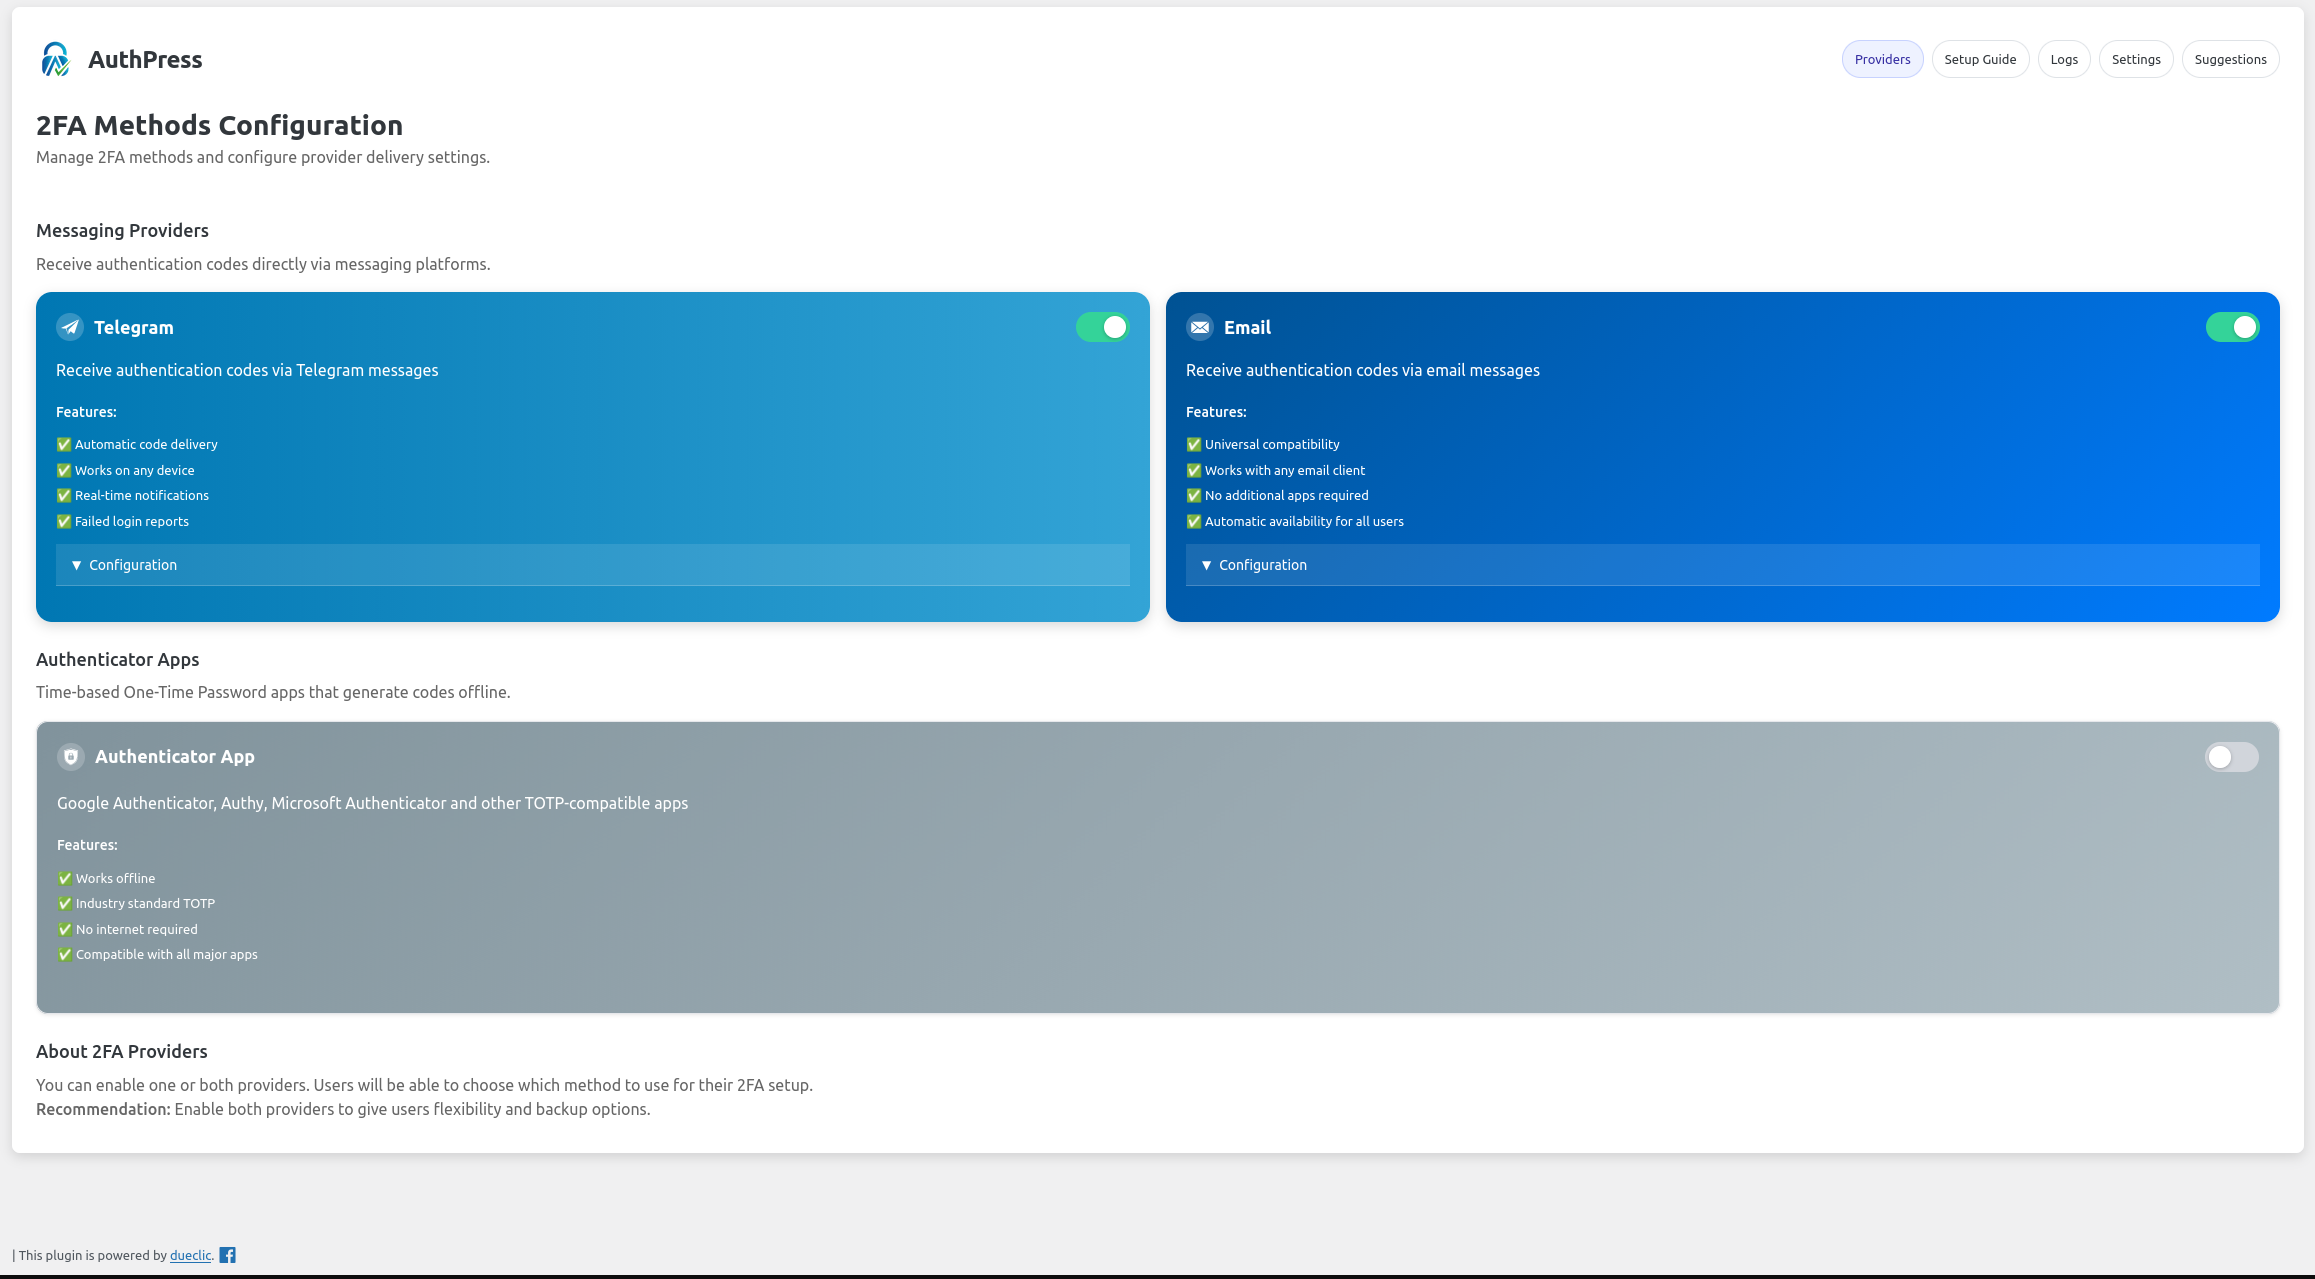 AuthPress
Providers
Setup Guide
Logs
Settings
Suggestions
2FA Methods Configuration
Manage 2FA methods and configure provider delivery settings.
Messaging Providers
Receive authentication codes directly via messaging platforms.
Telegram
Receive authentication codes via Telegram messages
Features:
✅ Automatic code delivery
✅ Works on any device
✅ Real-time notifications
✅ Failed login reports
▼ Configuration
Email
Receive authentication codes via email messages
Features:
✅ Universal compatibility
✅ Works with any email client
✅ No additional apps required
✅ Automatic availability for all users
▼ Configuration
Authenticator Apps
Time-based One-Time Password apps that generate codes offline.
Authenticator App
Google Authenticator, Authy, Microsoft Authenticator and other TOTP-compatible apps
Features:
✅ Works offline
✅ Industry standard TOTP
✅ No internet required
✅ Compatible with all major apps
About 2FA Providers
You can enable one or both providers. Users will be able to choose which method to use for their 2FA setup.
Recommendation: Enable both providers to give users flexibility and backup options.
| This plugin is powered by dueclic.